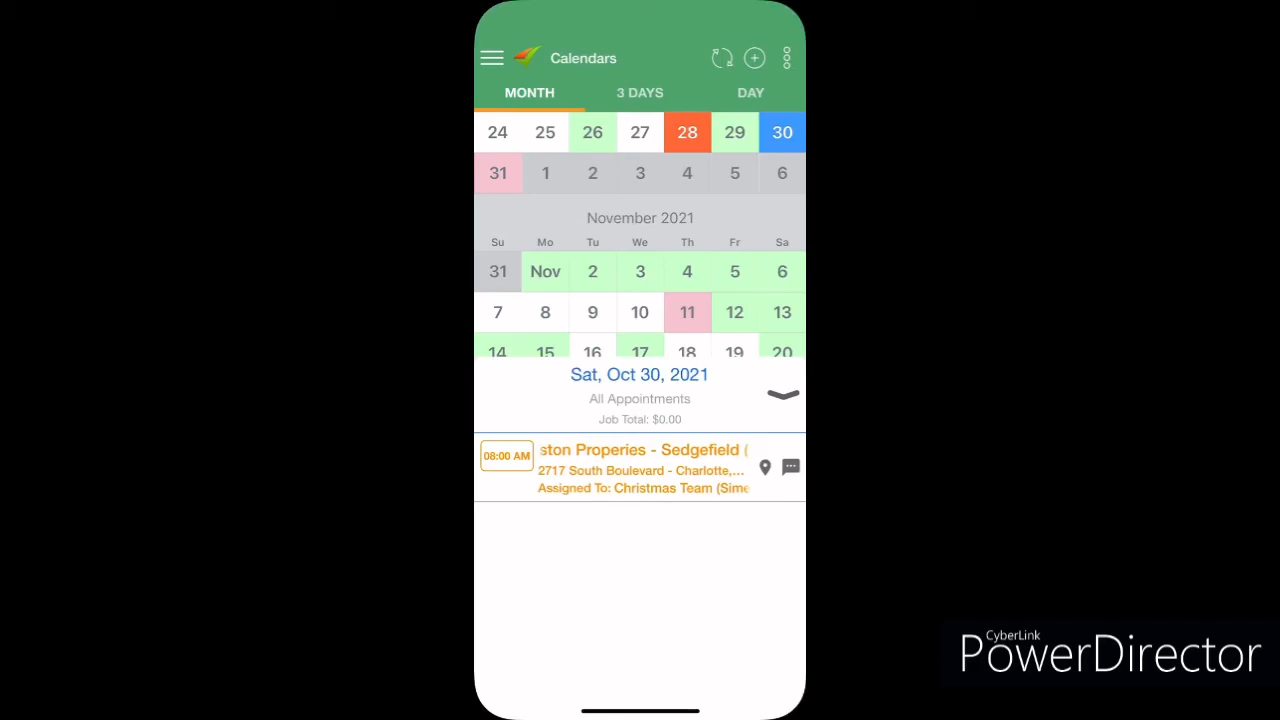 Calendars
MONTH 3 DAYS DAY
24 25 26 27 28 29 30
31 1 2 3 4 5 6
November 2021
Su Mo Tu We Th Fr Sa
31 Nov 2 3 4 5 6
7 8 9 10 11 12 13
14 15 16 17 18 19 20
Sat, Oct 30, 2021
All Appointments
Job Total: $0.00
08:00 AM ston Properies - Sedgefield (
2717 South Boulevard - Charlotte,...
Assigned To: Christmas Team (Sime
CyberLink
PowerDirector